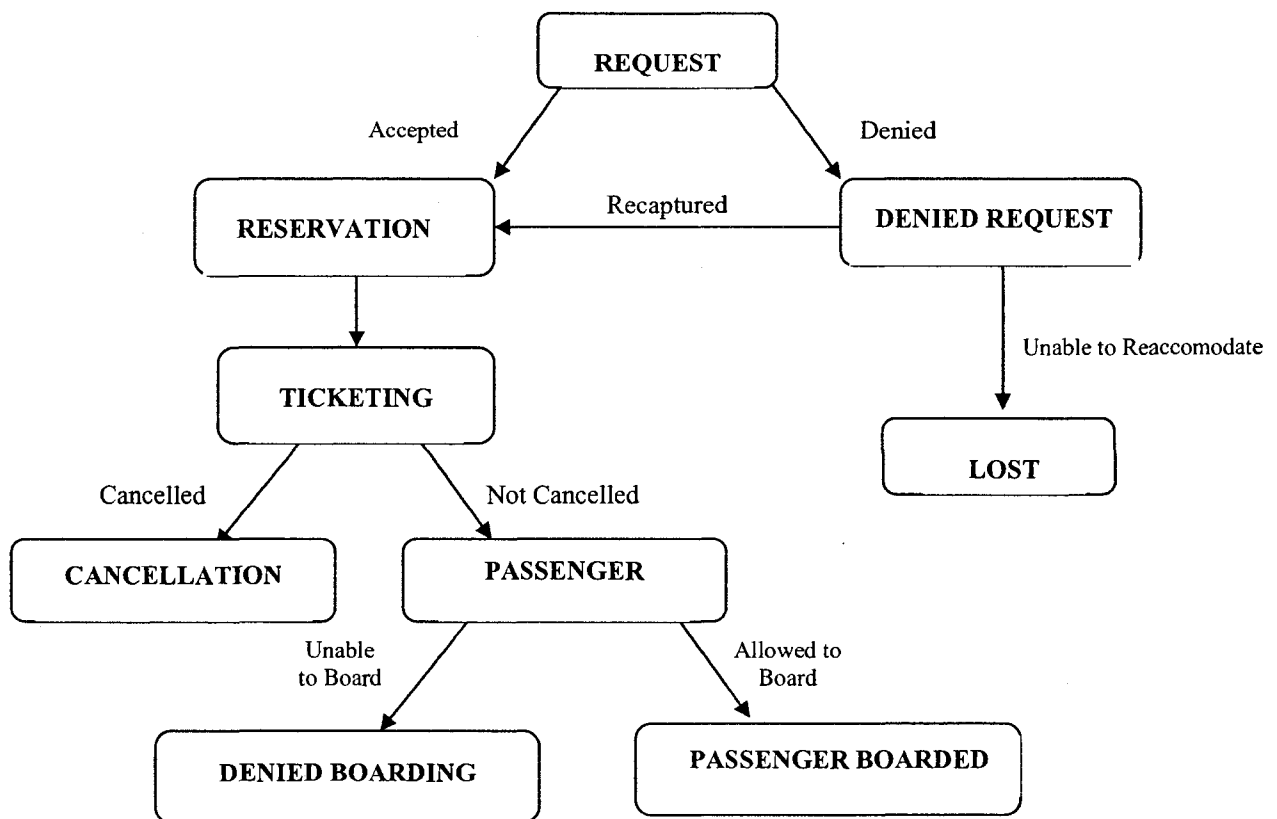 REQUEST
Accepted
Denied
RESERVATION
Recaptured
DENIED REQUEST
TICKETING
Unable to Reaccomodate
LOST
Cancelled
Not Cancelled
CANCELLATION
PASSENGER
Unable
to Board
Allowed to
Board
DENIED BOARDING
PASSENGER BOARDED